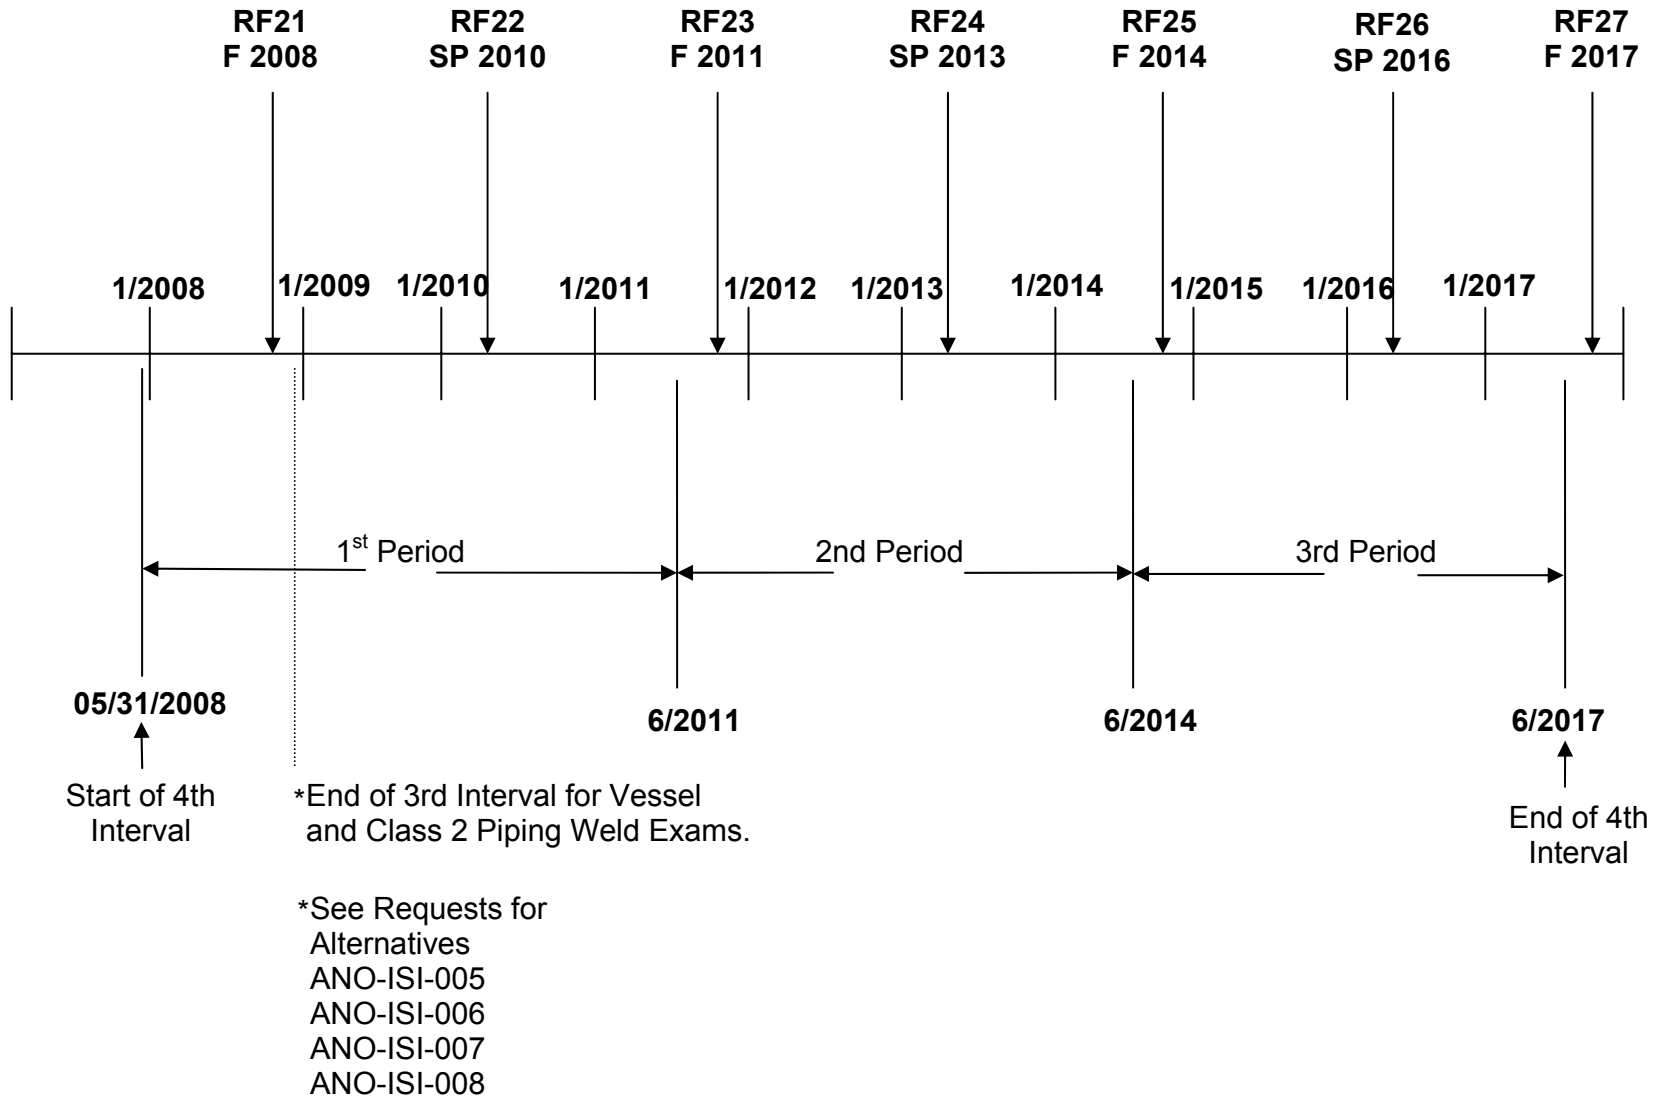 RF21
F 2008
RF22
SP 2010
RF23
F 2011
RF24
SP 2013
RF25
F 2014
RF26
SP 2016
RF27
F 2017
1/2008
1/2009
1/2010
1/2011
1/2012
1/2013
1/2014
1/2015
1/2016
1/2017
1st Period
2nd Period
3rd Period
05/31/2008
6/2011
6/2014
6/2017
Start of 4th
Interval
*End of 3rd Interval for Vessel
and Class 2 Piping Weld Exams.
End of 4th
Interval
*See Requests for
Alternatives
ANO-ISI-005
ANO-ISI-006
ANO-ISI-007
ANO-ISI-008